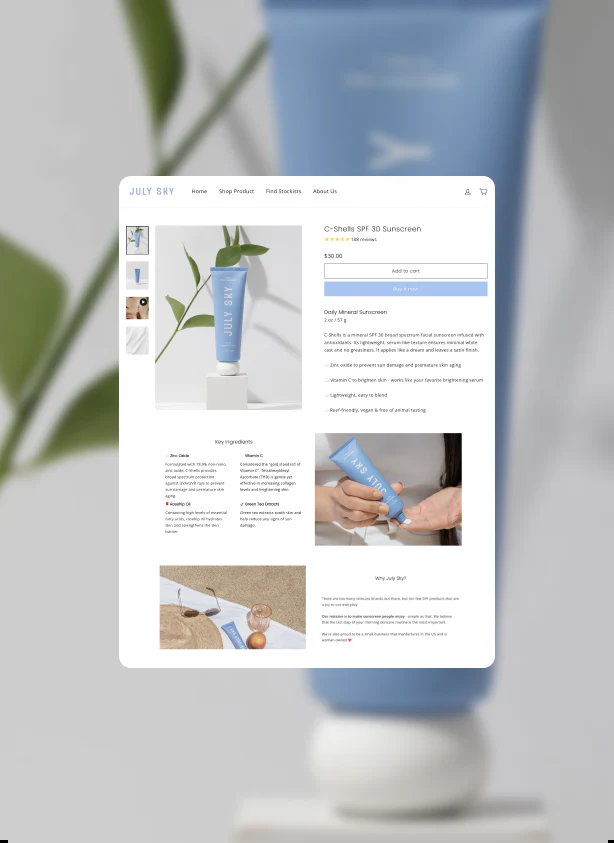 JULY SKY
Home Shop Product Find Stockists About Us
JULY SKY
C-Shells SPF 30 Sunscreen
188 reviews
$30.00
Add to cart
Buy it now
Daily Mineral Sunscreen
2 oz / 57 g
C-Shells is a mineral SPF 30 broad spectrum facial sunscreen infused with
antioxidants. Its lightweight, serum-like texture ensures minimal white
cast and no greasiness. It applies like a dream and leaves a satin finish.
Zinc oxide to prevent sun damage and premature skin aging
Vitamin C to brighten skin - works like your favorite brightening serum
Lightweight, easy to blend
Reef-friendly, vegan & free of animal testing
Key Ingredients
Zinc Oxide
Formulated with 18.0% non-nano
zinc oxide, C-Shells provides
broad spectrum protection
against UVA/UVB rays to prevent
sun damage and premature skin
aging.
Vitamin C
Considered the "gold standard of
Vitamin C", Tetrahexyldecyl
Ascorbate (THD) is gentle yet
effective in increasing collagen
levels and brightening skin.
Rosehip Oil
Containing high levels of essential
fatty acids, rosehip oil hydrates
skin and strengthens the skin
barrier.
Green Tea Extracts
Green tea extracts soothe skin and
help reduce any signs of sun
damage.
JULY SKY
Why July Sky?
There are too many skincare brands out there, but too few SPF products that are
a joy to use everyday.
Our mission is to make sunscreen people enjoy - simple as that. We believe
that the last step of your morning skincare routine is the most important.
We're also proud to be a small business that manufactures in the US and is
women-owned ❤️